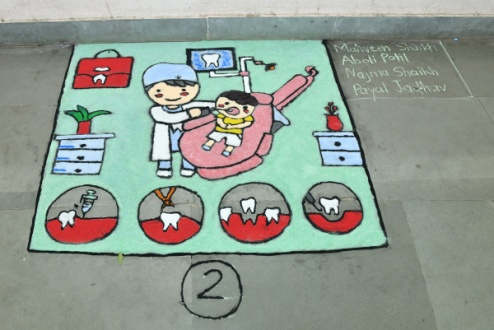 Mahveen Shaikh
Aboli Patil
Najma Shaikh
Payal Jadhav
2